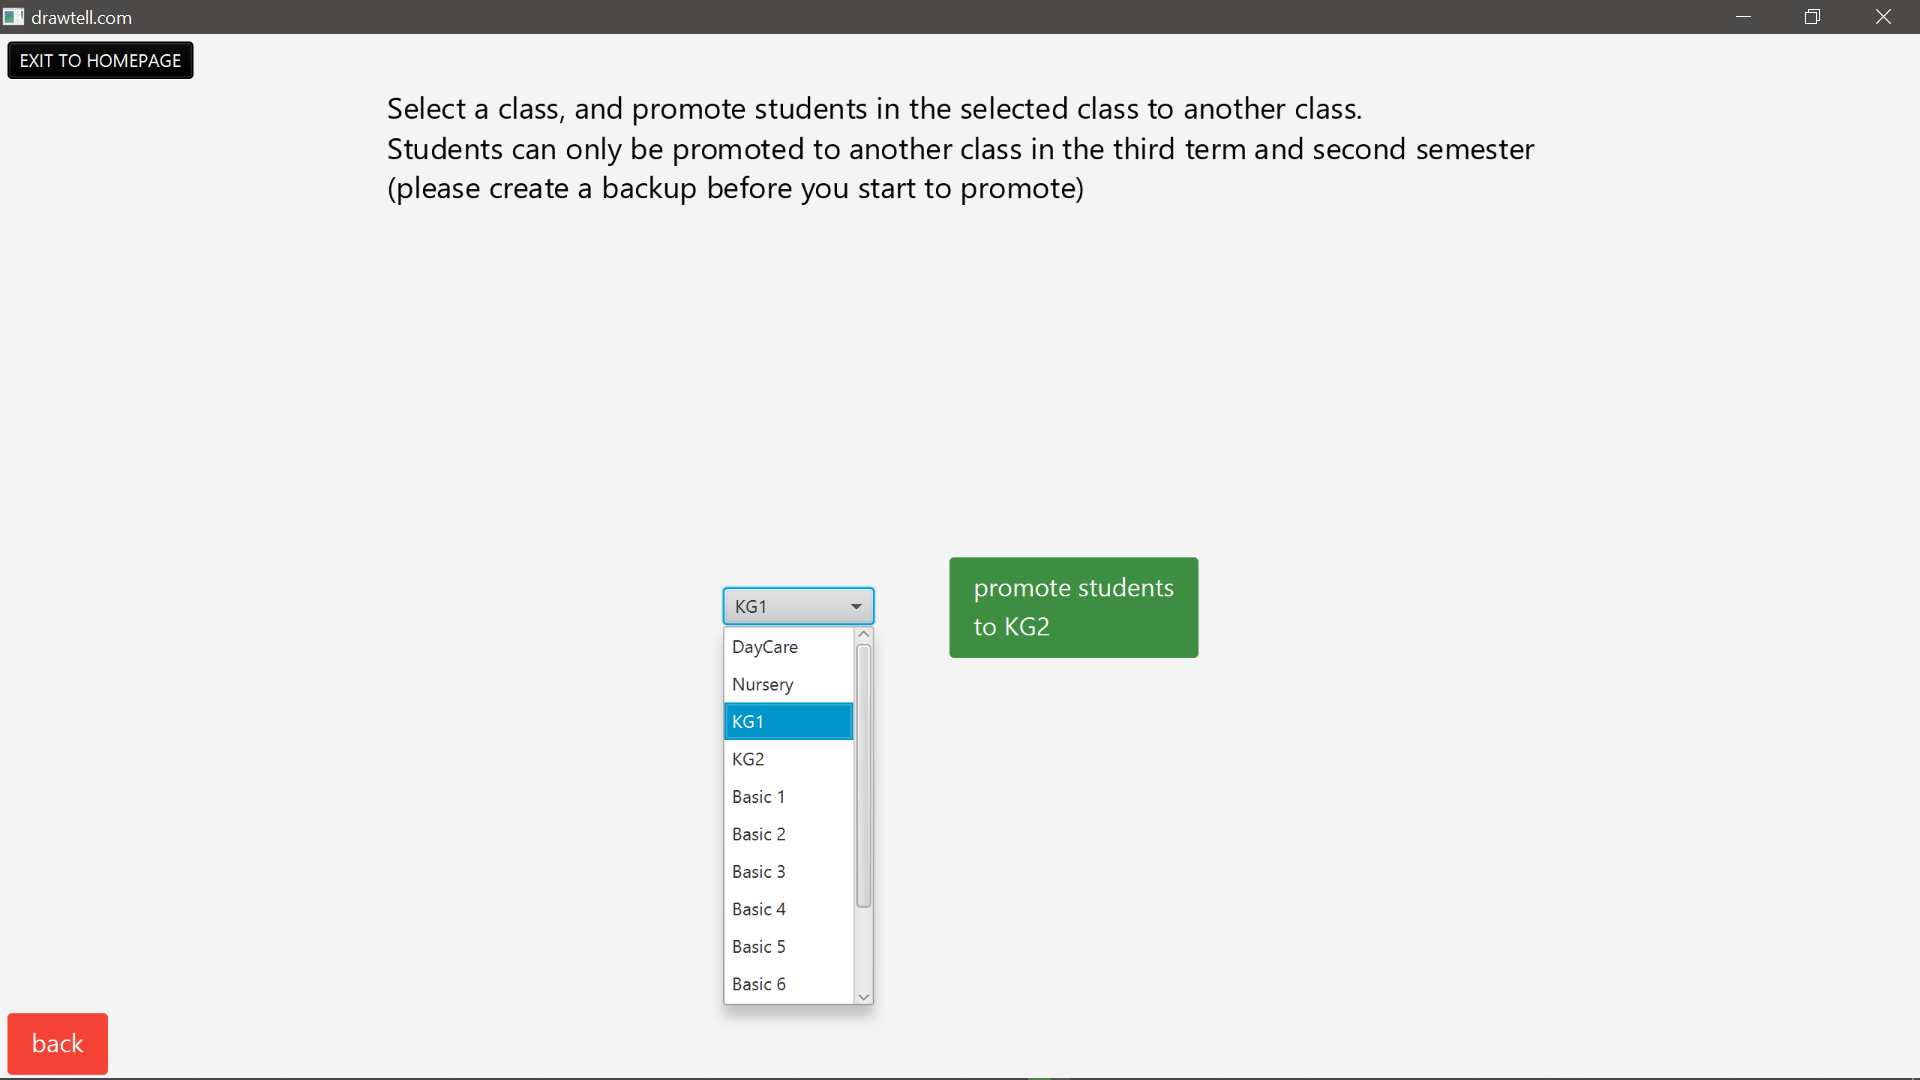 drawtell.com
EXIT TO HOMEPAGE
Select a class, and promote students in the selected class to another class.
Students can only be promoted to another class in the third term and second semester
(please create a backup before you start to promote)
promote students
to KG2
KG1
DayCare
Nursery
KG1
KG2
Basic 1
Basic 2
Basic 3
Basic 4
Basic 5
Basic 6
back